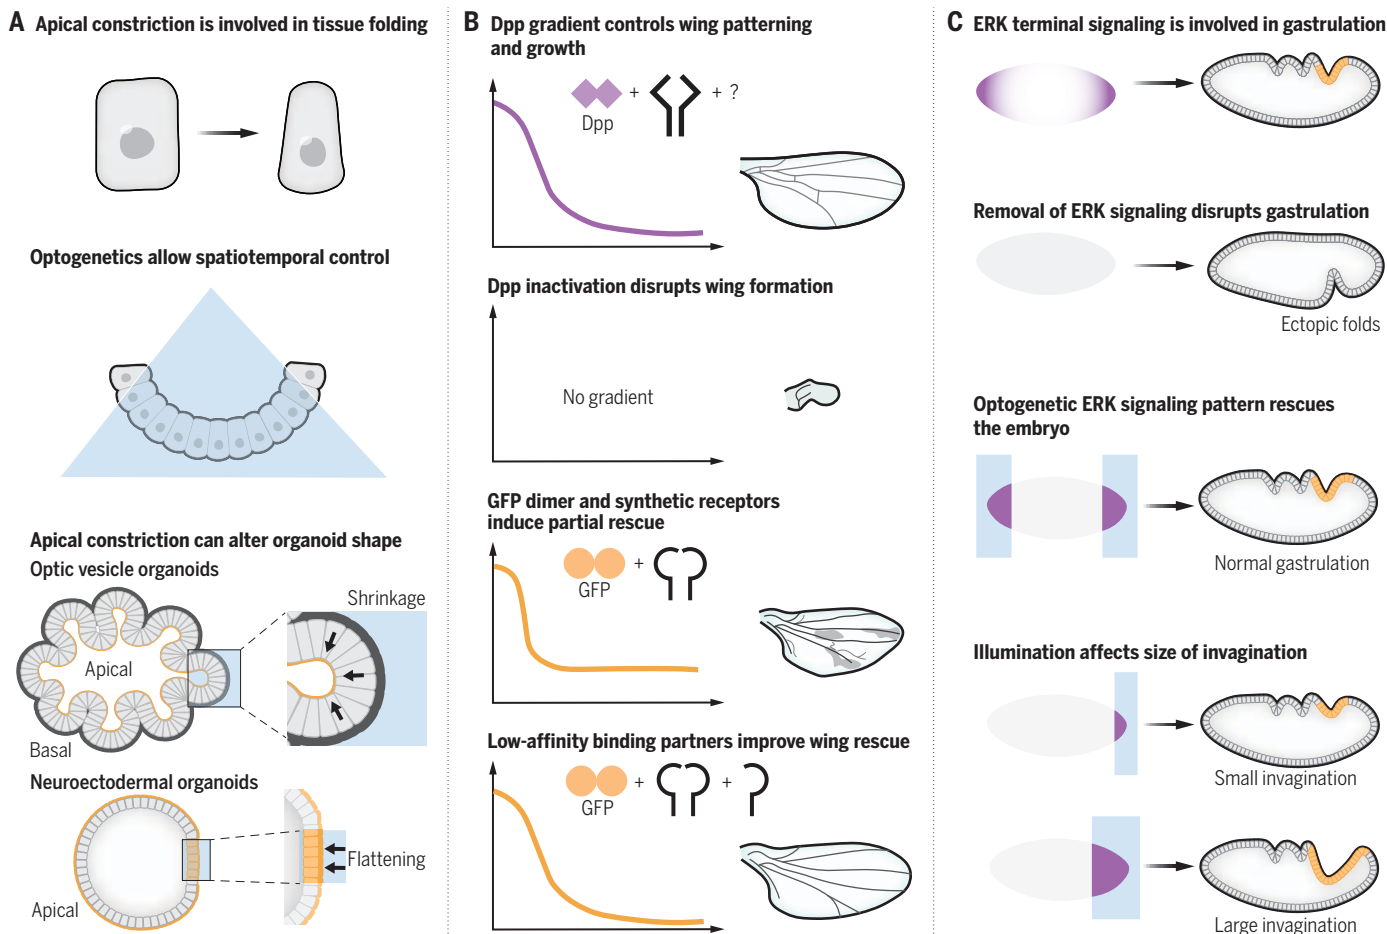 A Apical constriction is involved in tissue folding
Optogenetics allow spatiotemporal control
Apical constriction can alter organoid shape
Optic vesicle organoids
Shrinkage
Apical
Basal
Neuroectodermal organoids
Flattening
Apical
B Dpp gradient controls wing patterning
and growth
+ + ?
Dpp
Dpp inactivation disrupts wing formation
No gradient
GFP dimer and synthetic receptors
induce partial rescue
+
GFP
Low-affinity binding partners improve wing rescue
+ +
GFP
C ERK terminal signaling is involved in gastrulation
Removal of ERK signaling disrupts gastrulation
Ectopic folds
Optogenetic ERK signaling pattern rescues
the embryo
Normal gastrulation
Illumination affects size of invagination
Small invagination
Large invagination